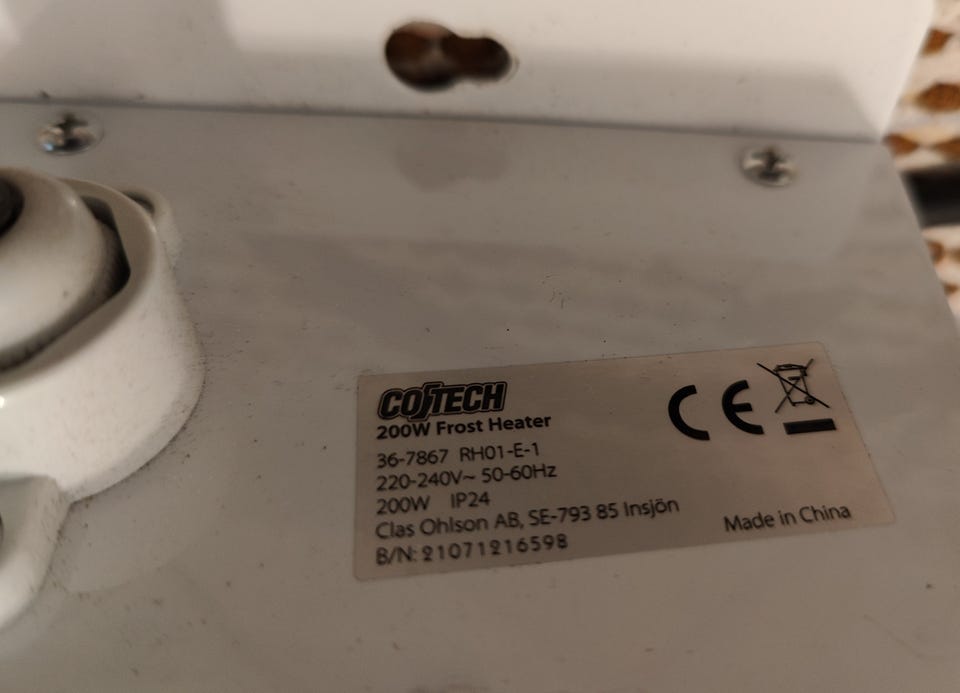 COTECH
200W Frost Heater
36-7867 RH01-E-1
220-240V~ 50-60Hz
200W IP24
Clas Ohlson AB, SE-793 85 Insjön
B/N: 21071216598
CE
Made in China